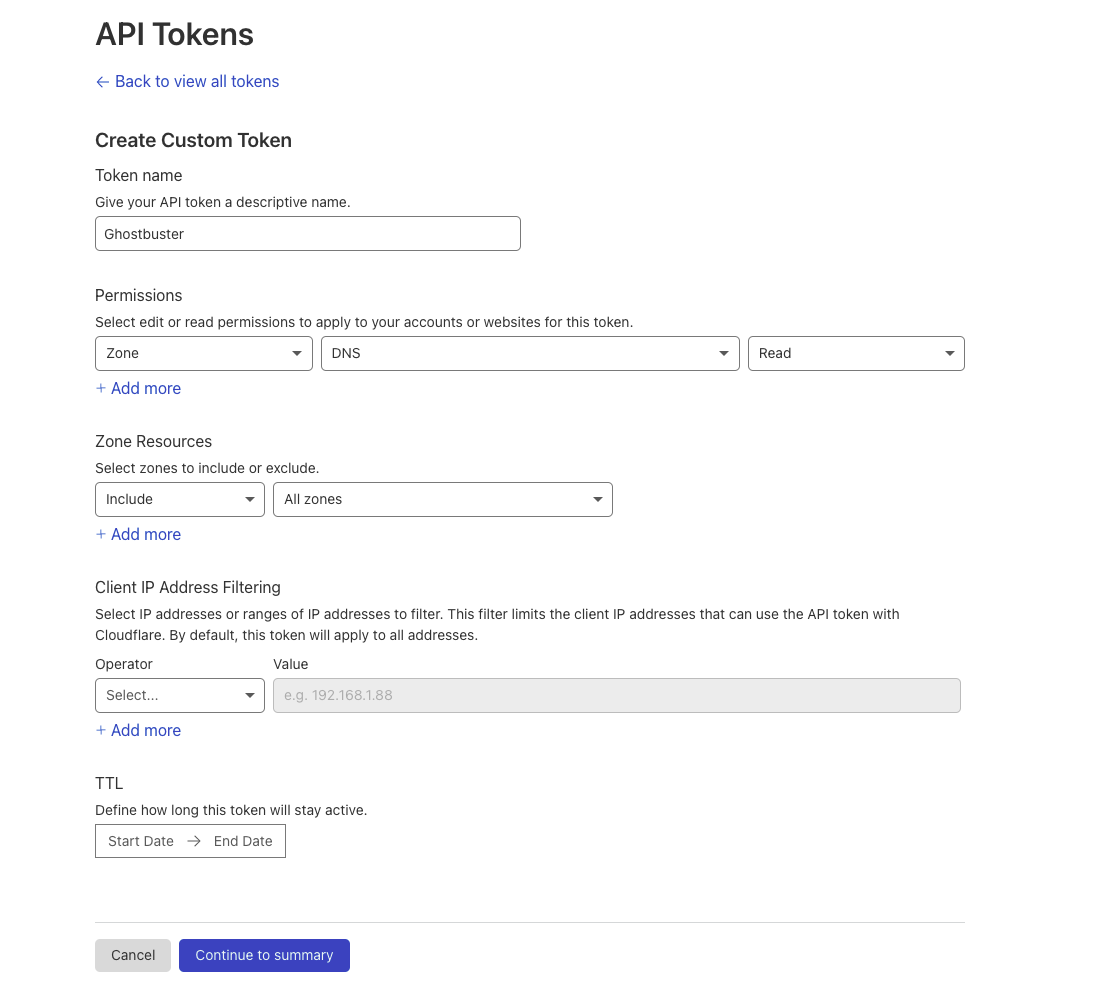 API Tokens
← Back to view all tokens
Create Custom Token
Token name
Give your API token a descriptive name.
Ghostbuster
Permissions
Select edit or read permissions to apply to your accounts or websites for this token.
Zone DNS Read
+ Add more
Zone Resources
Select zones to include or exclude.
Include All zones
+ Add more
Client IP Address Filtering
Select IP addresses or ranges of IP addresses to filter. This filter limits the client IP addresses that can use the API token with
Cloudflare. By default, this token will apply to all addresses.
Operator Value
Select... e.g. 192.168.1.88
+ Add more
TTL
Define how long this token will stay active.
Start Date → End Date
Cancel Continue to summary